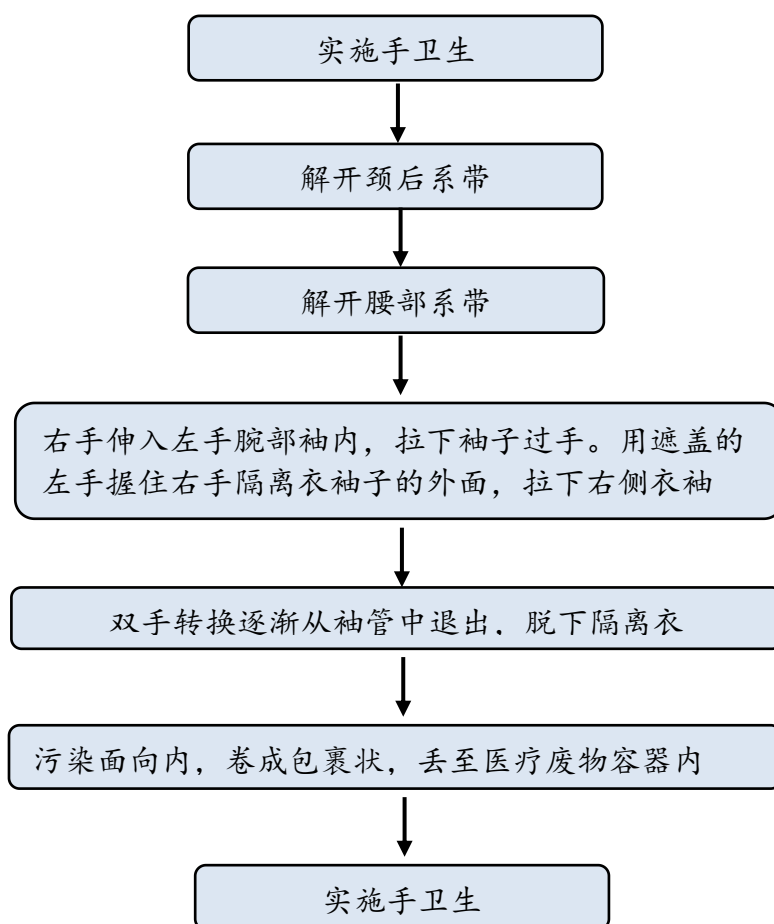 实施手卫生
解开颈后系带
解开腰部系带
右手伸入左手腕部袖内，拉下袖子过手。用遮盖的
左手握住右手隔离衣袖子的外面，拉下右侧衣袖
双手转换逐渐从袖管中退出，脱下隔离衣
污染面向内，卷成包裹状，丢至医疗废物容器内
实施手卫生